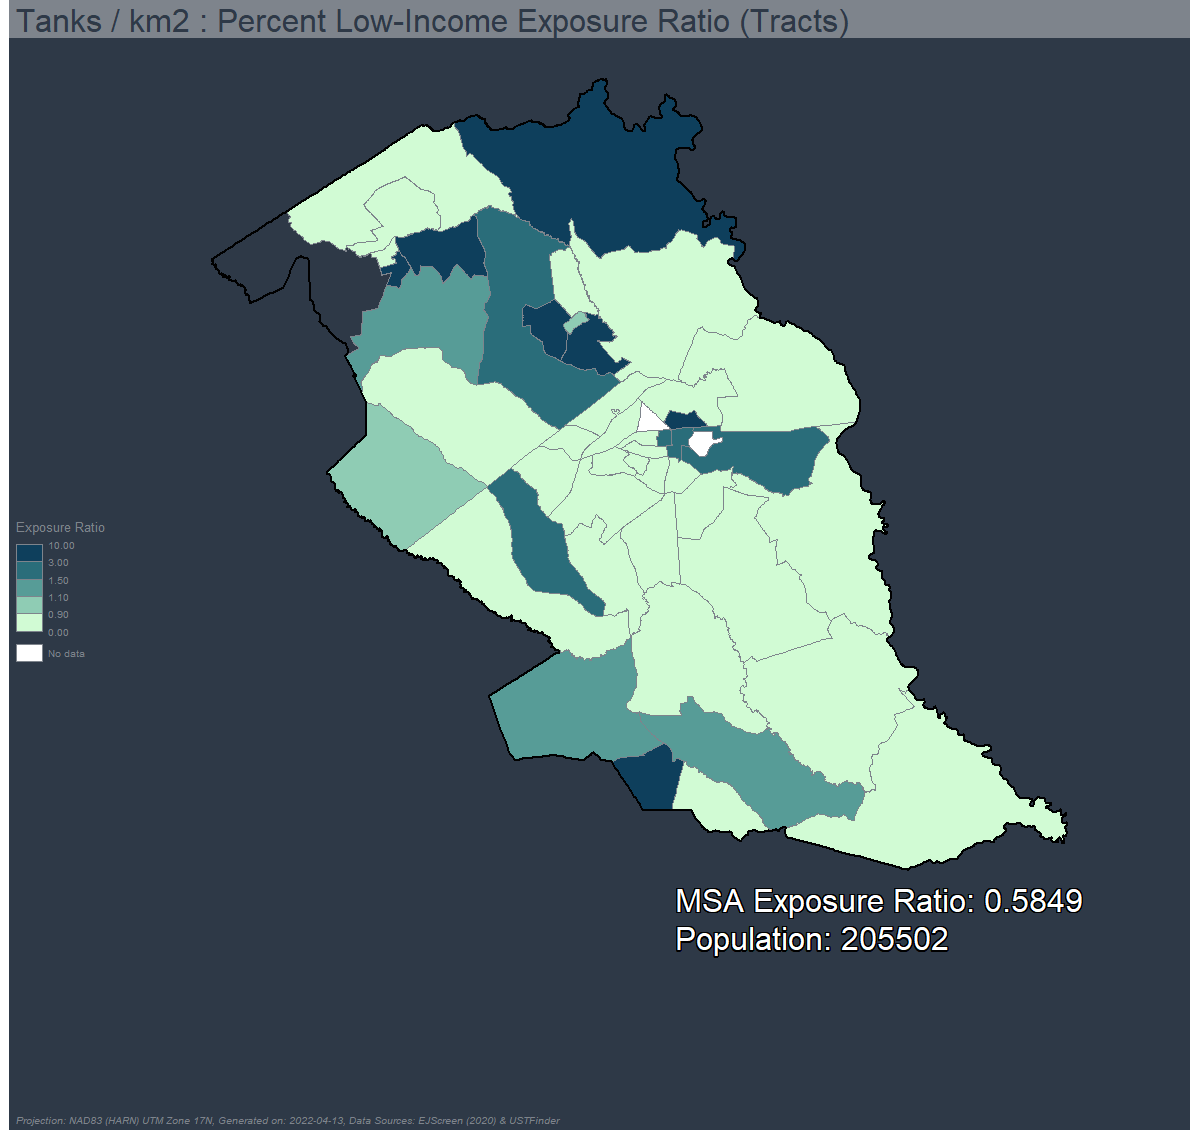 Tanks / km2 : Percent Low-Income Exposure Ratio (Tracts)
Exposure Ratio
10.00
3.00
1.50
1.10
0.90
0.00
No data
MSA Exposure Ratio: 0.5849
Population: 205502
Projection: NAD83 (HARN) UTM Zone 17N, Generated on: 2022-04-13, Data Sources: EJScreen (2020) & USTFinder